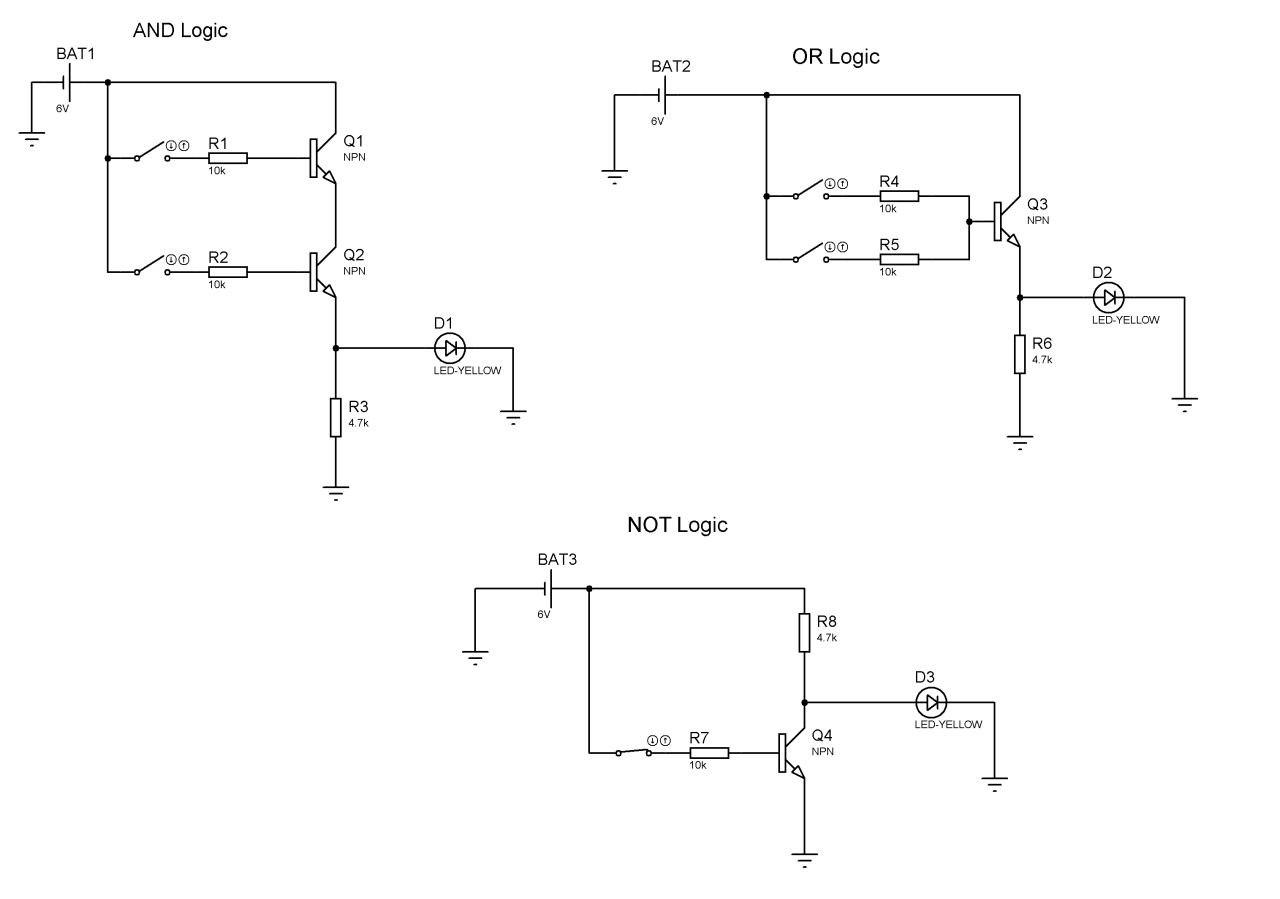 AND Logic
BAT1
6V
R1
10k
Q1
NPN
R2
10k
Q2
NPN
D1
LED-YELLOW
R3
4.7k
OR Logic
BAT2
6V
R4
10k
Q3
NPN
R5
10k
D2
LED-YELLOW
R6
4.7k
NOT Logic
BAT3
6V
R8
4.7k
D3
LED-YELLOW
R7
10k
Q4
NPN